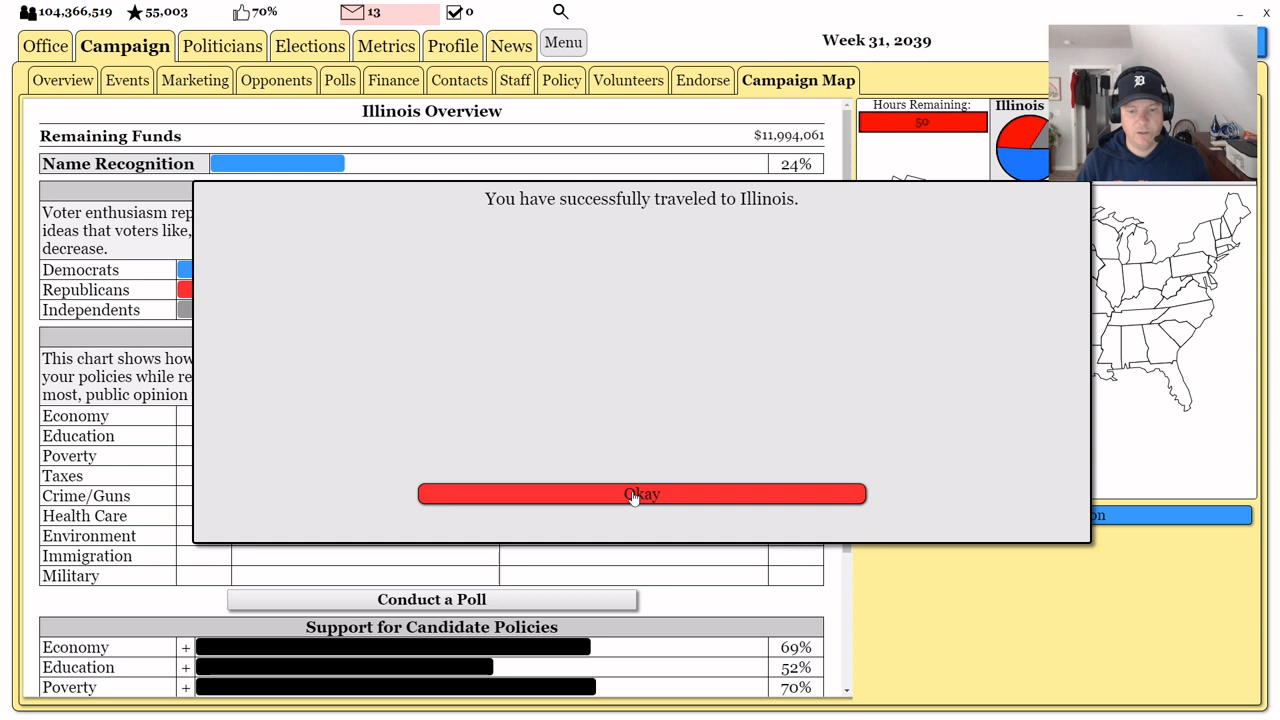 104,366,519 55,003 70% 13 0
_ X
Office Campaign Politicians Elections Metrics Profile News Menu
Week 31, 2039
Overview Events Marketing Opponents Polls Finance Contacts Staff Policy Volunteers Endorse Campaign Map
Illinois Overview
Hours Remaining:
50
Illinois
Remaining Funds $11,994,061
Name Recognition 24%
You have successfully traveled to Illinois.
Voter enthusiasm rep
ideas that voters like,
decrease.
Democrats
Republicans
Independents
This chart shows how
your policies while re
most, public opinion
Economy
Education
Poverty
Taxes
Crime/Guns
Health Care
Environment
Immigration
Military
Okay
on
Conduct a Poll
Support for Candidate Policies
Economy + 69%
Education + 52%
Poverty + 70%